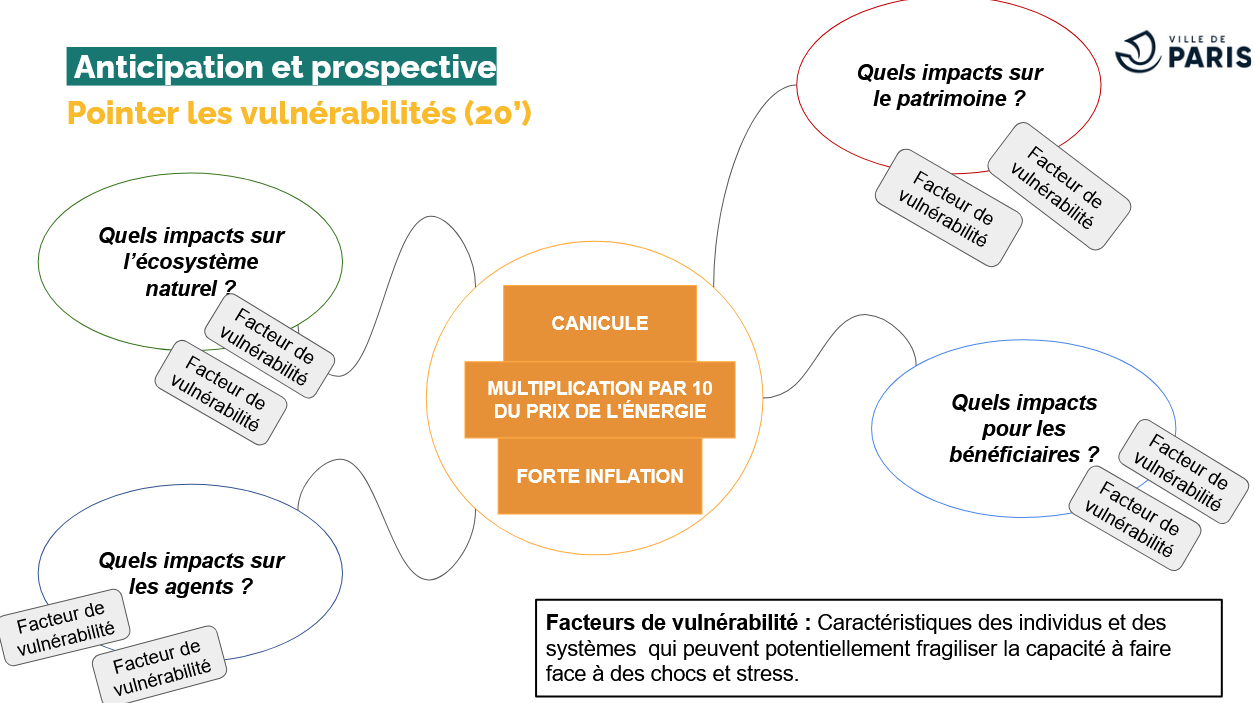 Anticipation et prospective
Pointer les vulnérabilités (20’)
VILLE DE
PARIS
Quels impacts sur
le patrimoine ?
Facteur de
vulnérabilité
Facteur de
vulnérabilité
Quels impacts sur
l’écosystème
naturel ?
Facteur de
vulnérabilité
Facteur de
vulnérabilité
CANICULE
MULTIPLICATION PAR 10
DU PRIX DE L'ÉNERGIE
FORTE INFLATION
Quels impacts
pour les
bénéficiaires ?
Facteur de
vulnérabilité
Facteur de
vulnérabilité
Quels impacts sur
les agents ?
Facteur de
vulnérabilité
Facteur de
vulnérabilité
Facteurs de vulnérabilité : Caractéristiques des individus et des
systèmes  qui peuvent potentiellement fragiliser la capacité à faire
face à des chocs et stress.